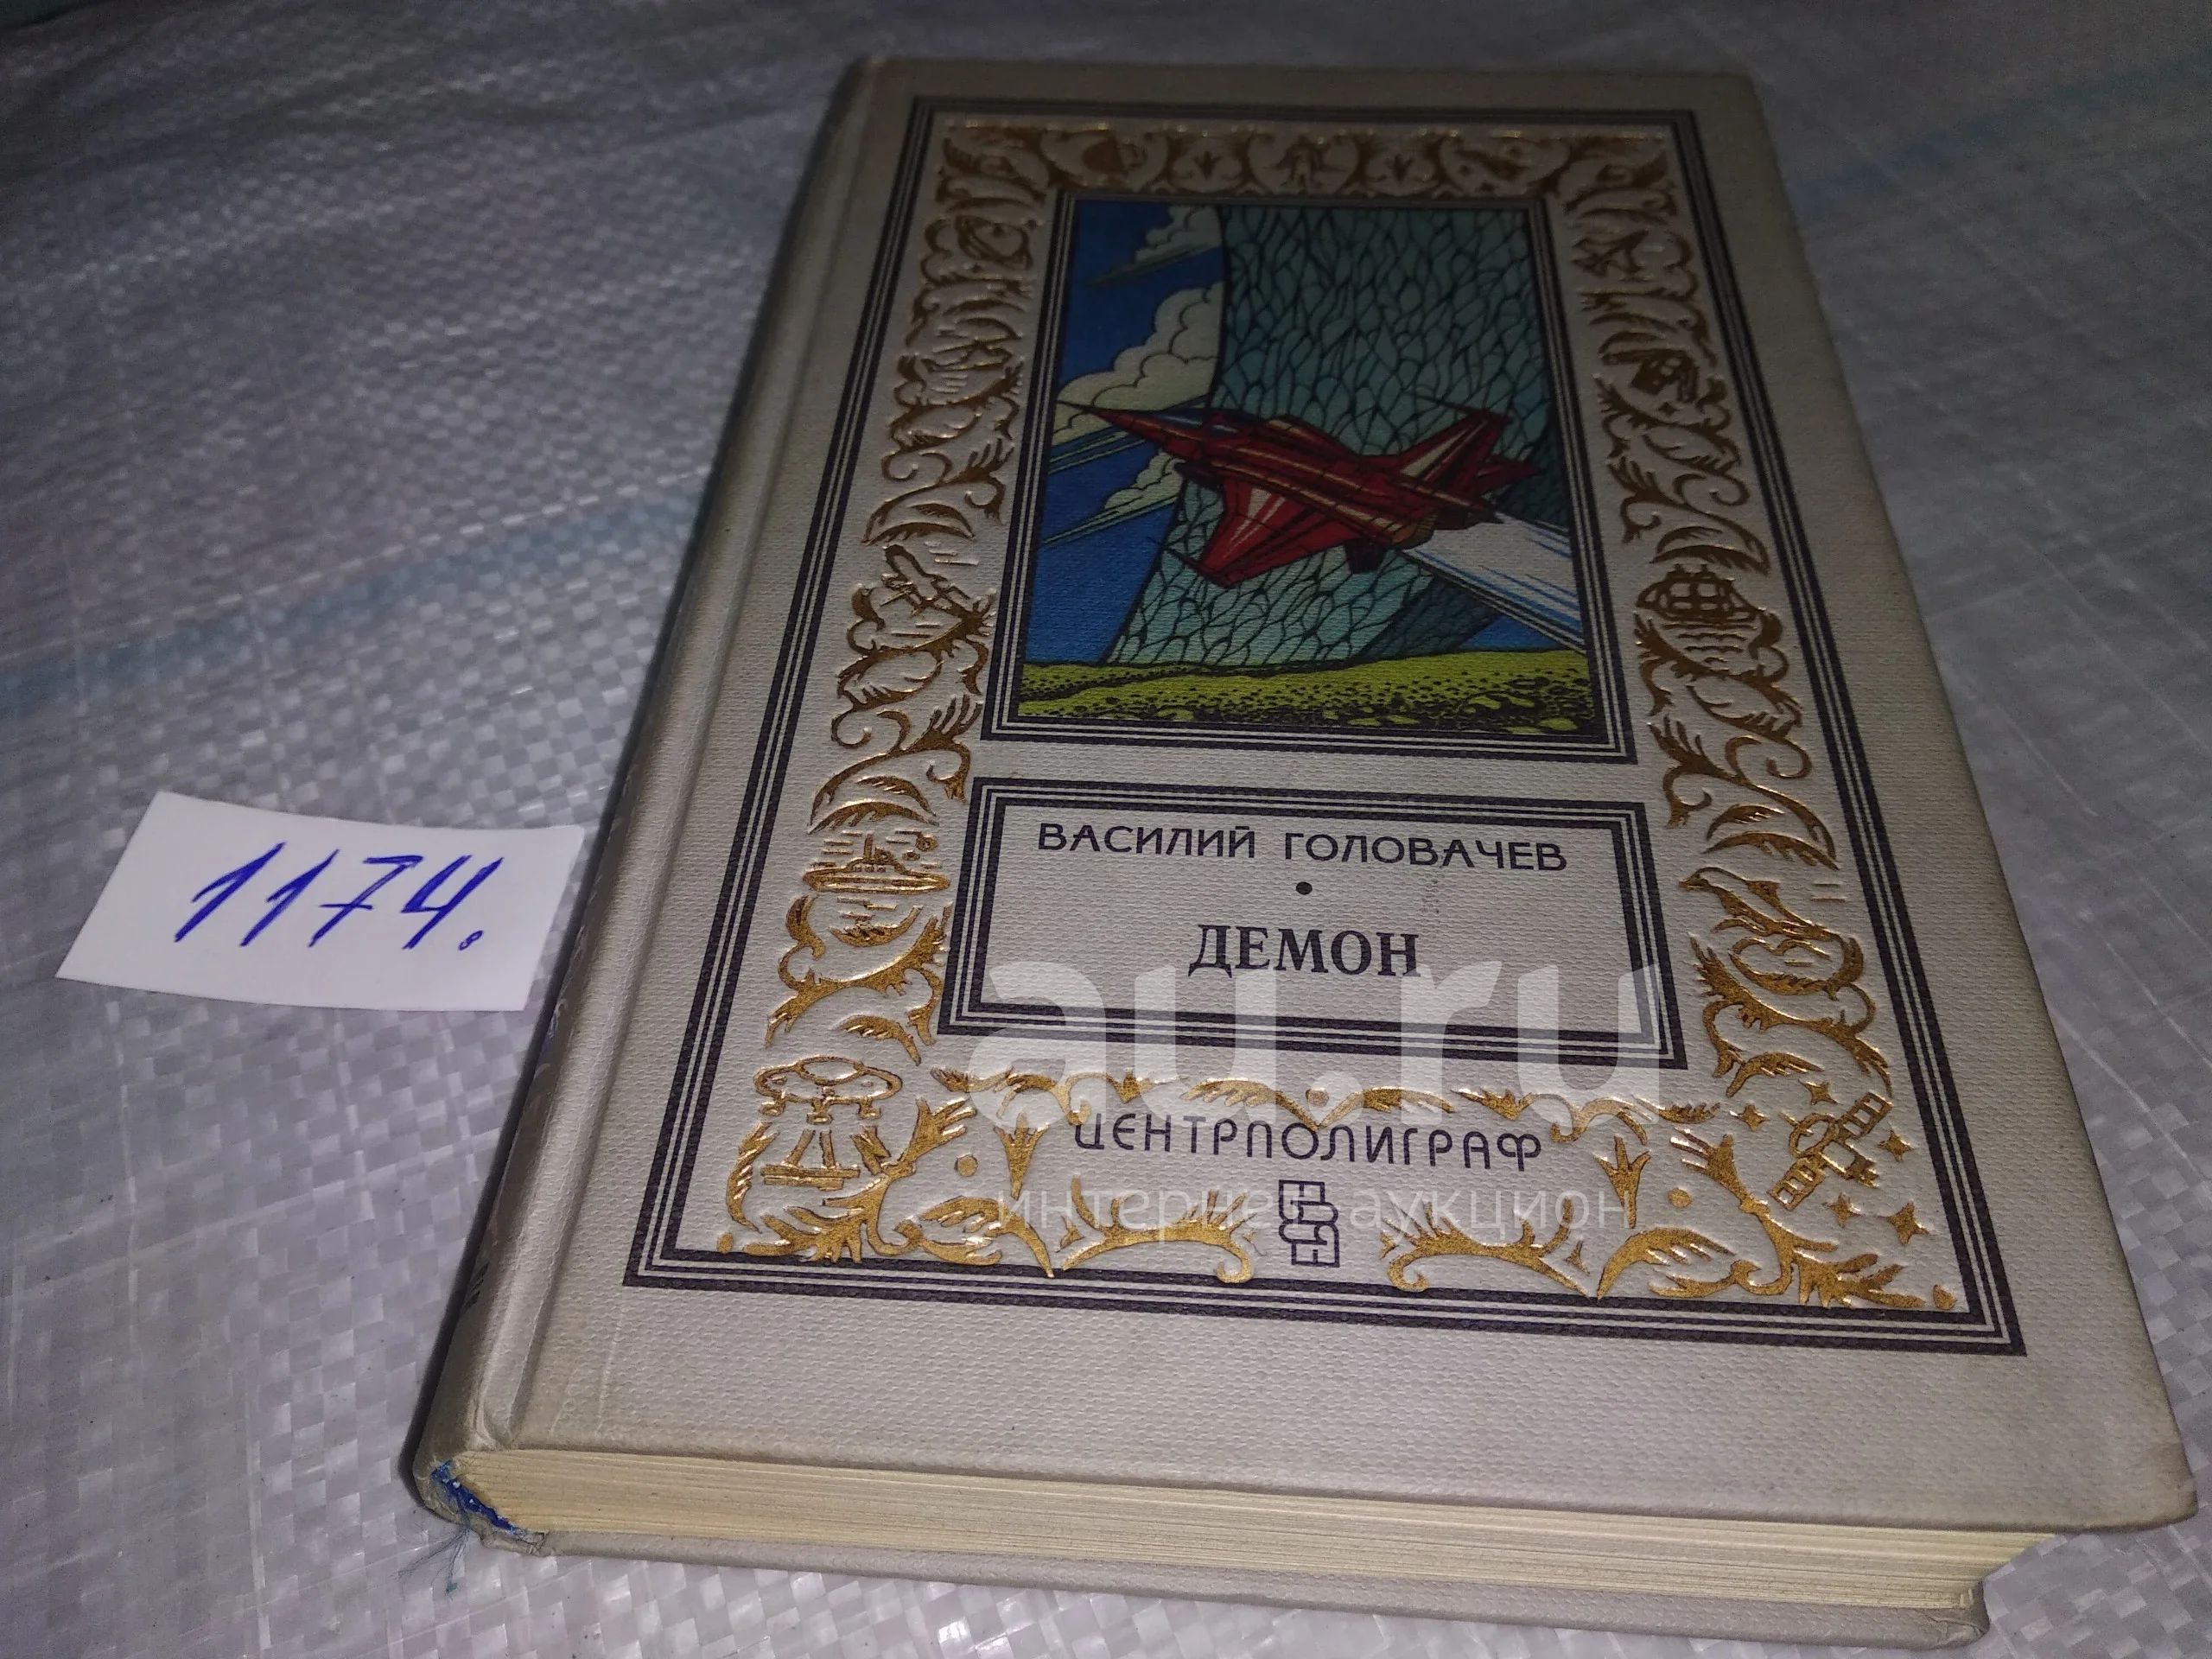 1174.
ВАСИЛИЙ ГОЛОВАЧЕВ
ДЕМОН
au.ru
ЦЕНТРПОЛИГРАФ
интернет аукцион